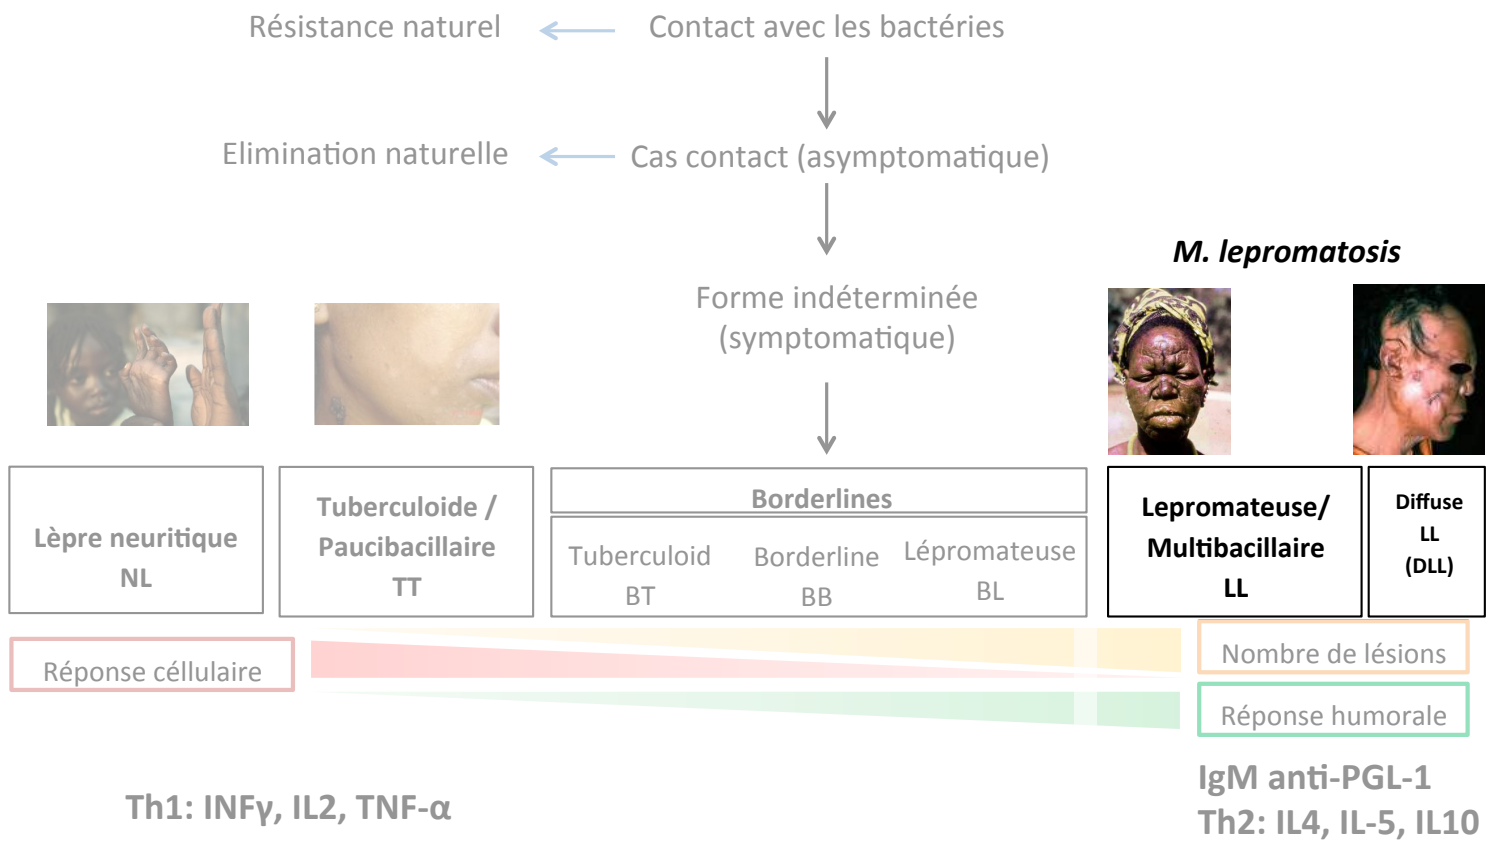 Résistance naturel
Contact avec les bactéries
Elimination naturelle
Cas contact (asymptomatique)
M. lepromatosis
Forme indéterminée
(symptomatique)
Lèpre neuritique
NL
Tuberculoide /
Paucibacillaire
TT
Borderlines
Tuberculoid
BT
Borderline
BB
Lépromateuse
BL
Lepromateuse/
Multibacillaire
LL
Diffuse
LL
(DLL)
Réponse céllulaire
Nombre de lésions
Réponse humorale
Th1: INFγ, IL2, TNF-α
IgM anti-PGL-1
Th2: IL4, IL-5, IL10